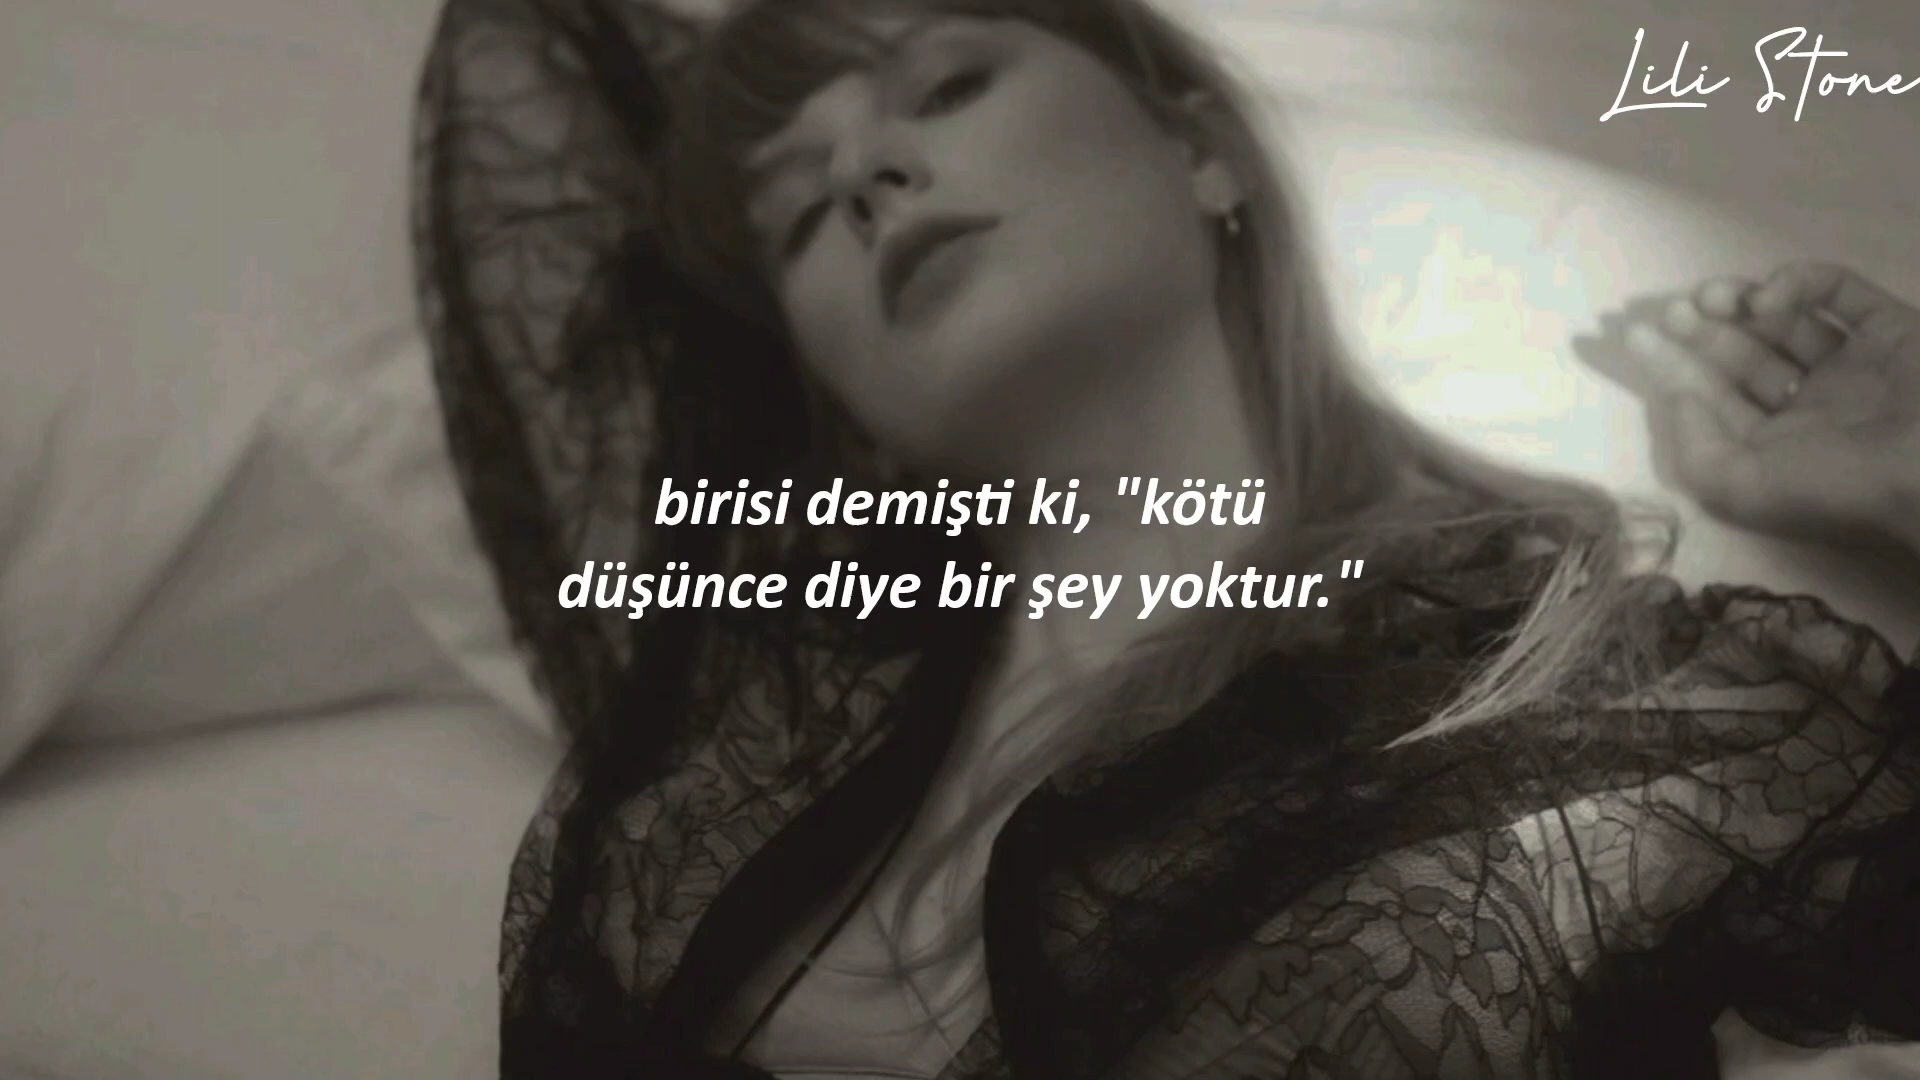 Lili Stone
birisi demişti ki, "kötü
düşünce diye bir şey yoktur."